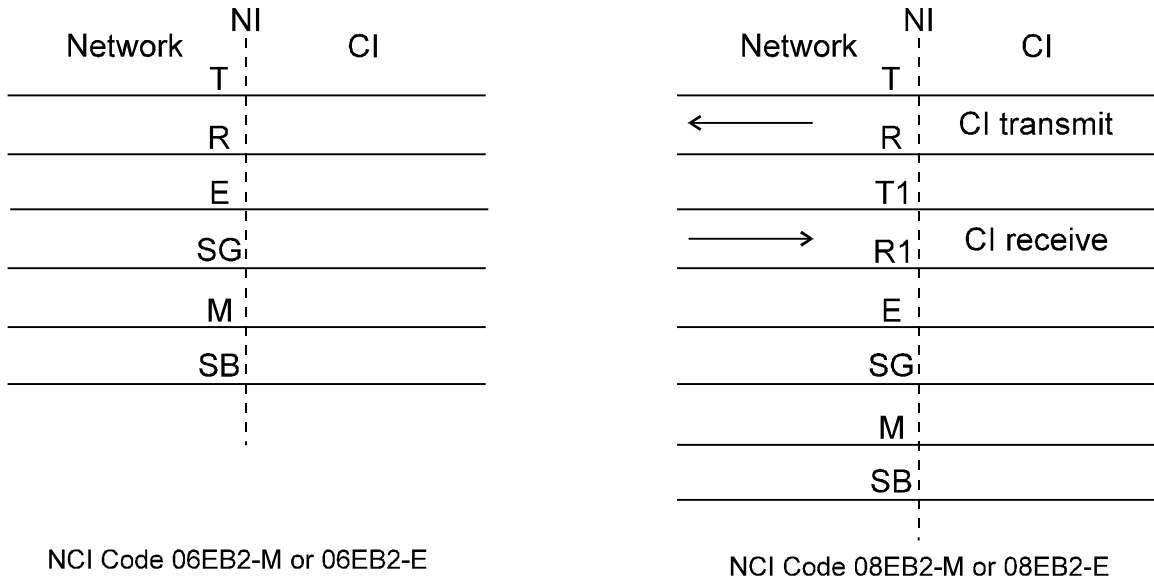 NI
Network CI
T
R
E
SG
M
SB
NCI Code 06EB2-M or 06EB2-E
NI
Network CI
T
CI transmit
R
T1
CI receive
R1
E
SG
M
SB
NCI Code 08EB2-M or 08EB2-E